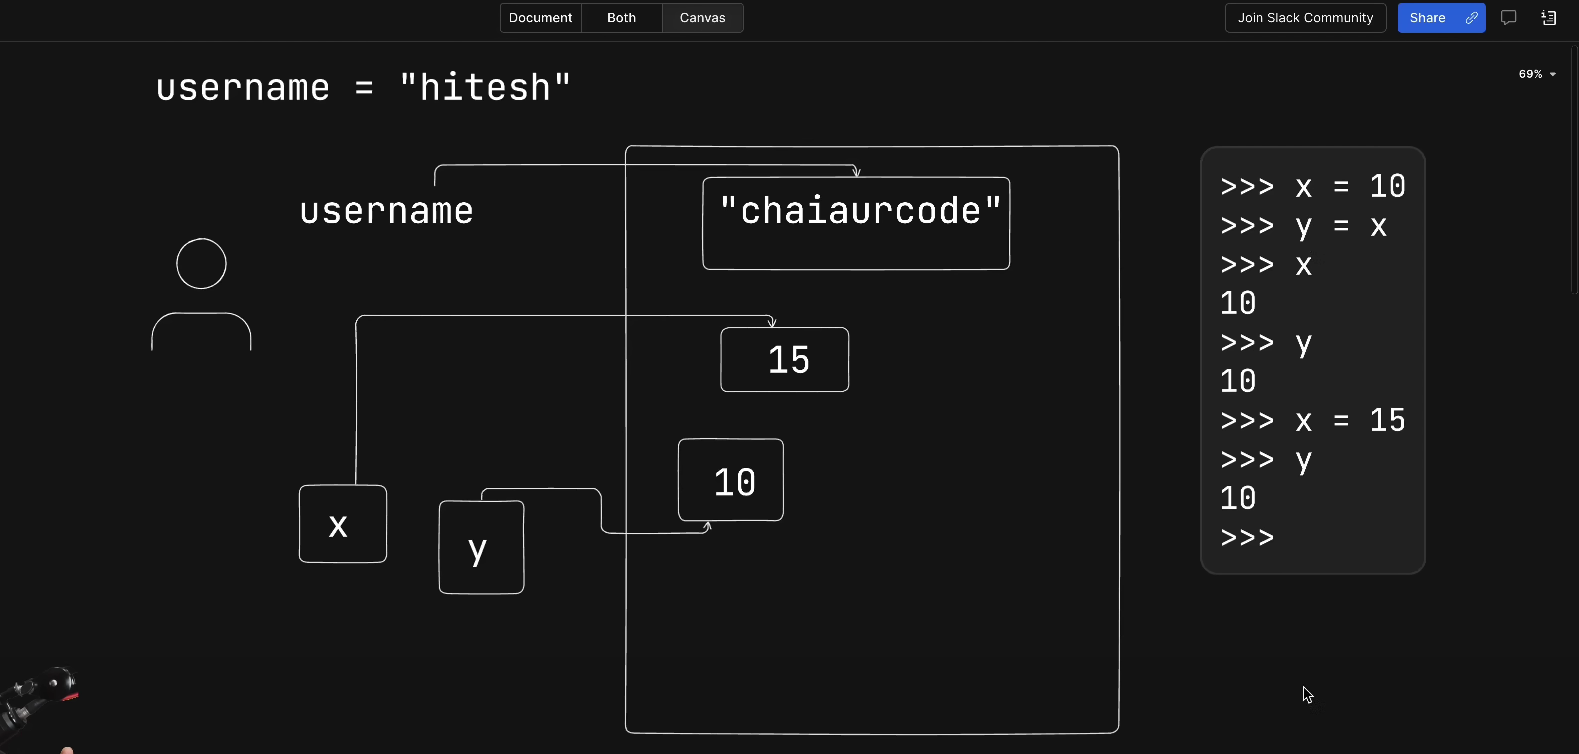 Document Both Canvas
Join Slack Community Share
69%
username = "hitesh"
username
"chaiaurcode"
15
10
x
y
>>> x = 10
>>> y = x
>>> x
10
>>> y
10
>>> x = 15
>>> y
10
>>>